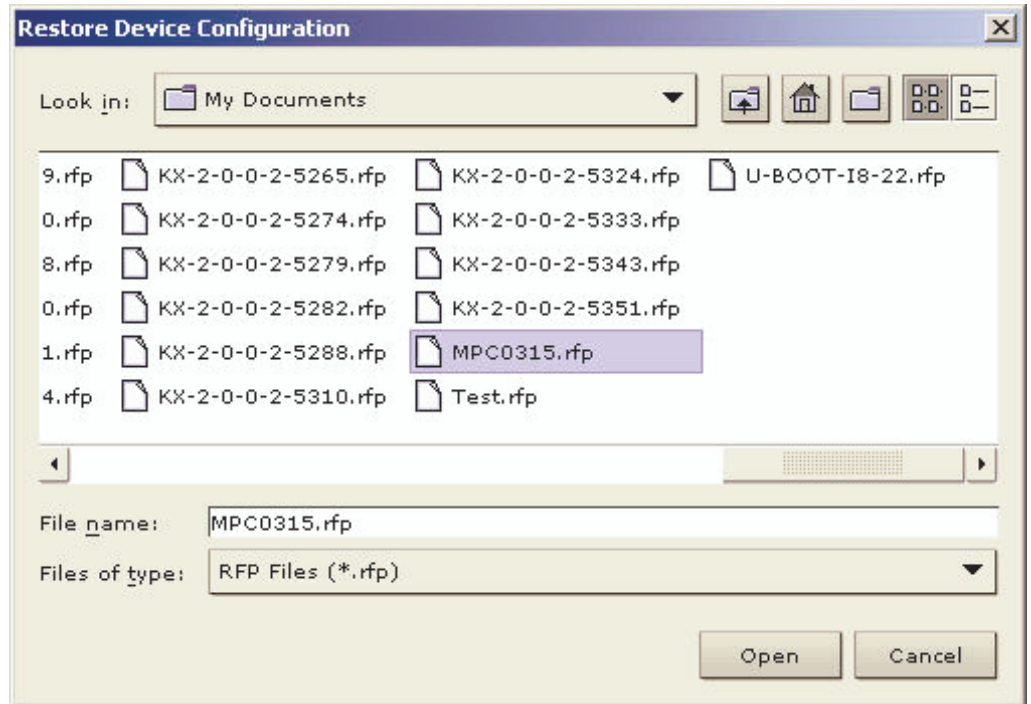 Restore Device Configuration
Look in: My Documents
9.rfp KX-2-0-0-2-5265.rfp KX-2-0-0-2-5324.rfp U-BOOT-I8-22.rfp
0.rfp KX-2-0-0-2-5274.rfp KX-2-0-0-2-5333.rfp
8.rfp KX-2-0-0-2-5279.rfp KX-2-0-0-2-5343.rfp
0.rfp KX-2-0-0-2-5282.rfp KX-2-0-0-2-5351.rfp
1.rfp KX-2-0-0-2-5288.rfp MPC0315.rfp
4.rfp KX-2-0-0-2-5310.rfp Test.rfp
File name: MPC0315.rfp
Files of type: RFP Files (*.rfp)
Open Cancel